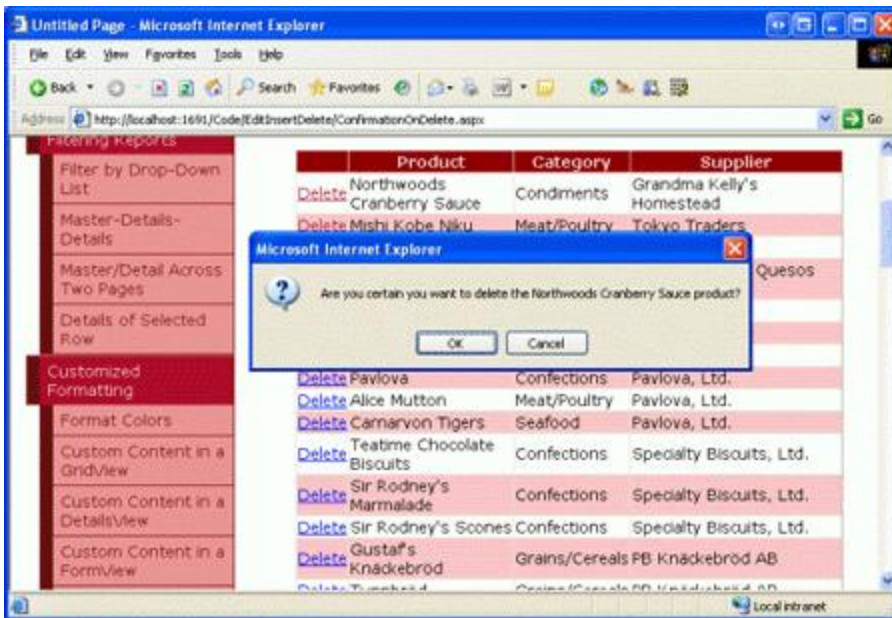 Untitled Page - Microsoft Internet Explorer
File Edit View Favorites Tools Help
Back Search Favorites
Address http://localhost:1691/Code/EditInsertDelete/ConfirmationOnDelete.aspx Go
Filtering Reports
Filter by Drop-Down
List
Master-Details-
Details
Master/Detail Across
Two Pages
Details of Selected
Row
Customized
Formatting
Format Colors
Custom Content in a
GridView
Custom Content in a
DetailsView
Custom Content in a
FormView
Product Category Supplier
Delete Northwoods Cranberry Sauce Condiments Grandma Kelly's Homestead
Delete Mishi Kobe Niku Meat/Poultry Tokyo Traders
Quesos
Microsoft Internet Explorer
Are you certain you want to delete the Northwoods Cranberry Sauce product?
OK Cancel
Delete Pavlova Confections Pavlova, Ltd.
Delete Alice Mutton Meat/Poultry Pavlova, Ltd.
Delete Carnarvon Tigers Seafood Pavlova, Ltd.
Delete Teatime Chocolate Biscuits Confections Specialty Biscuits, Ltd.
Delete Sir Rodney's Marmalade Confections Specialty Biscuits, Ltd.
Delete Sir Rodney's Scones Confections Specialty Biscuits, Ltd.
Delete Gustaf's Knäckebröd Grains/Cereals PB Knäckebröd AB
Local intranet